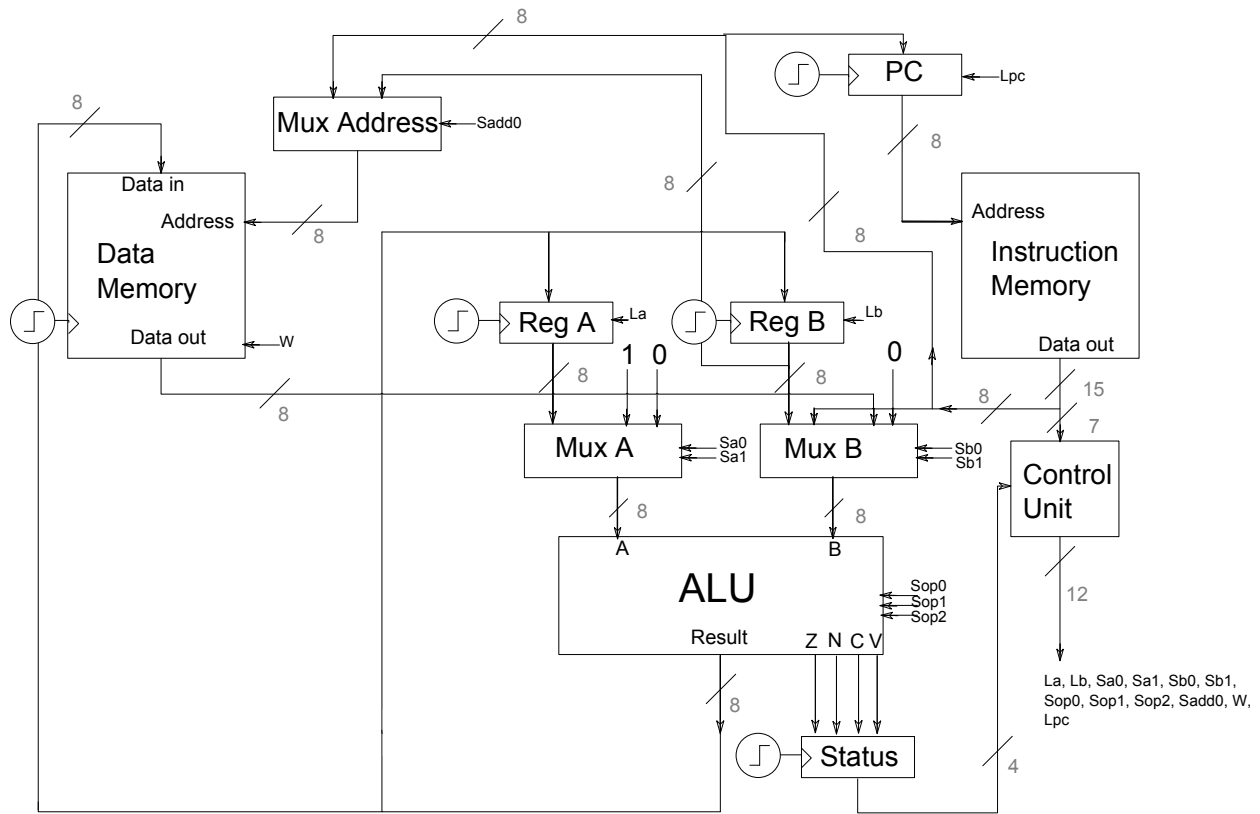 8
PC
Lpc
8
Mux Address
Sadd0
8
8
Data in
Address
8
Data
Memory
Data out
W
8
8
8
Address
Instruction
Memory
Data out
Reg A
La
Reg B
Lb
1 0
0
8
8
8
15
8
7
Mux A
Sa0
Sa1
Mux B
Sb0
Sb1
Control
Unit
8
8
A
B
ALU
Sop0
Sop1
Sop2
Result
Z N C V
12
8
La, Lb, Sa0, Sa1, Sb0, Sb1,
Sop0, Sop1, Sop2, Sadd0, W,
Lpc
Status
4